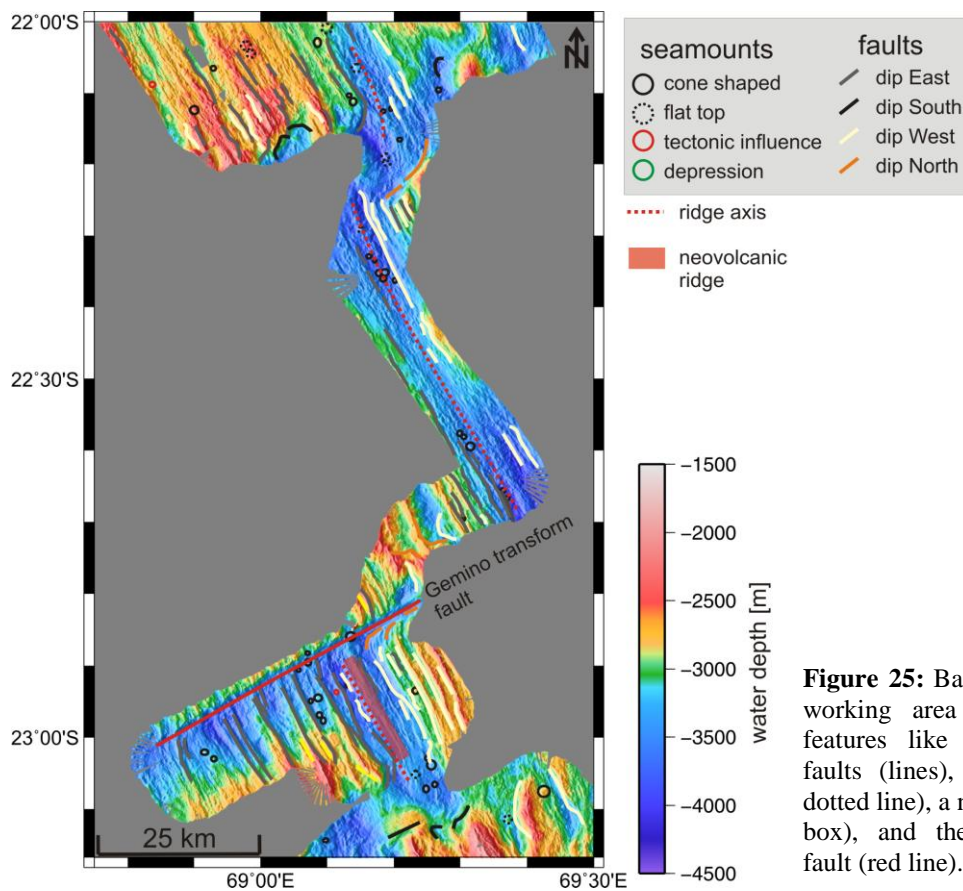 22°00'S
22°30'S
23°00'S
69°00'E
69°30'E
N
25 km
Gemino transform
fault
seamounts
cone shaped
flat top
tectonic influence
depression
faults
dip East
dip South
dip West
dip North
ridge axis
neovolcanic
ridge
−1500
−2000
−2500
−3000
−3500
−4000
−4500
water depth [m]
Figure 25: Ba
working area
features like
faults (lines),
dotted line), a
box), and the
fault (red line).